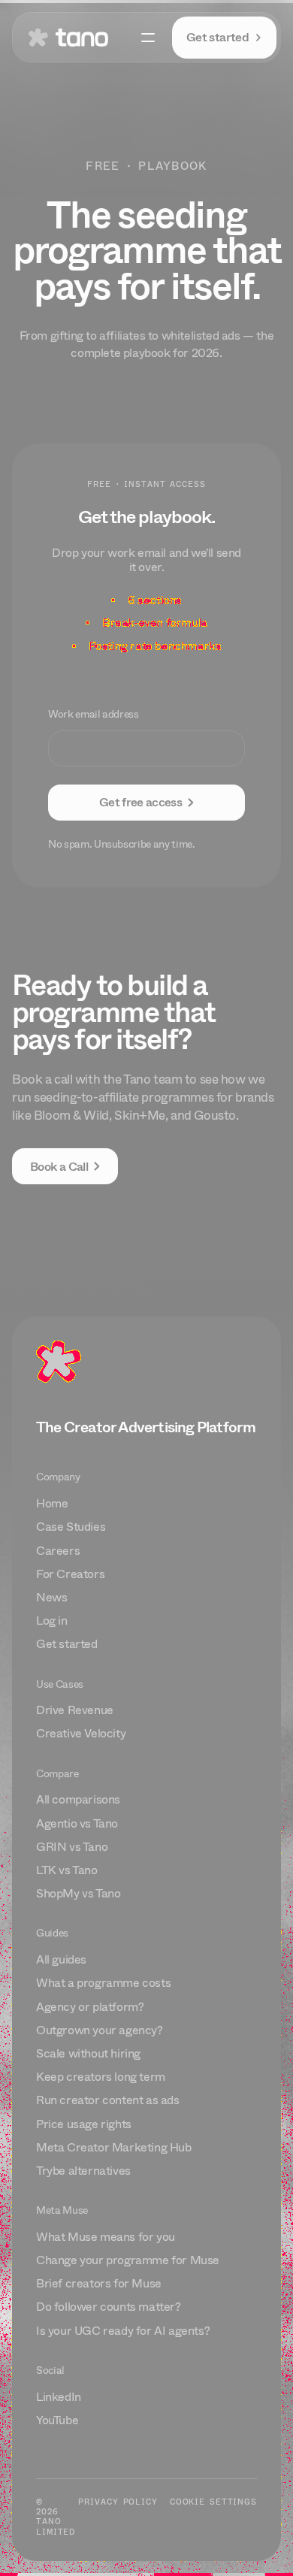 tano
Get started
FREE · PLAYBOOK
The seeding
programme that
pays for itself.
From gifting to affiliates to whitelisted ads — the
complete playbook for 2026.
FREE · INSTANT ACCESS
Get the playbook.
Drop your work email and we'll send
it over.
Break-even formula
Posting rate benchmarks
Work email address
Get free access
No spam. Unsubscribe any time.
Ready to build a
programme that
pays for itself?
Book a call with the Tano team to see how we
run seeding-to-affiliate programmes for brands
like Bloom & Wild, Skin+Me, and Gousto.
Book a Call
The Creator Advertising Platform
Company
Home
Case Studies
Careers
For Creators
News
Log in
Get started
Use Cases
Drive Revenue
Creative Velocity
Compare
All comparisons
Agentio vs Tano
GRIN vs Tano
LTK vs Tano
ShopMy vs Tano
Guides
All guides
What a programme costs
Agency or platform?
Outgrown your agency?
Scale without hiring
Keep creators long term
Run creator content as ads
Price usage rights
Meta Creator Marketing Hub
Trybe alternatives
Meta Muse
What Muse means for you
Change your programme for Muse
Brief creators for Muse
Do follower counts matter?
Is your UGC ready for AI agents?
Social
LinkedIn
YouTube
© 2026 TANO LIMITED
PRIVACY POLICY
COOKIE SETTINGS